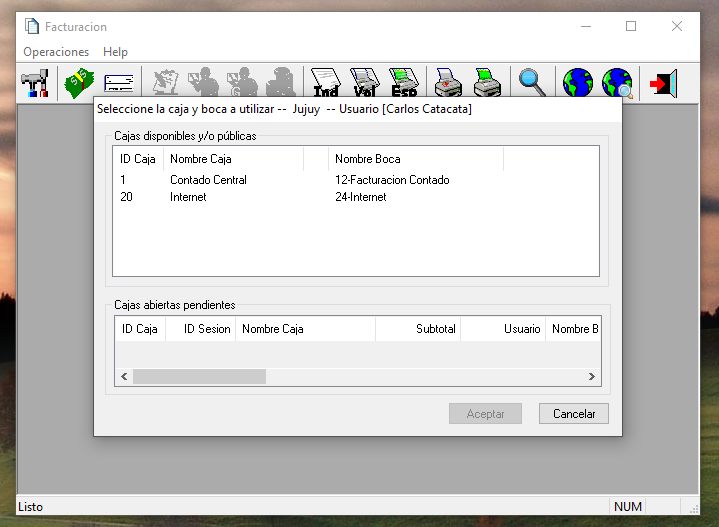 Facturacion
Operaciones Help
Ind Vol Esp
Seleccione la caja y boca a utilizar -- Jujuy -- Usuario [Carlos Catacata]
Cajas disponibles y/o públicas
ID Caja Nombre Caja Nombre Boca
1 Contado Central 12-Facturacion Contado
20 Internet 24-Internet
Cajas abiertas pendientes
ID Caja ID Sesion Nombre Caja Subtotal Usuario Nombre B
Aceptar Cancelar
Listo NUM